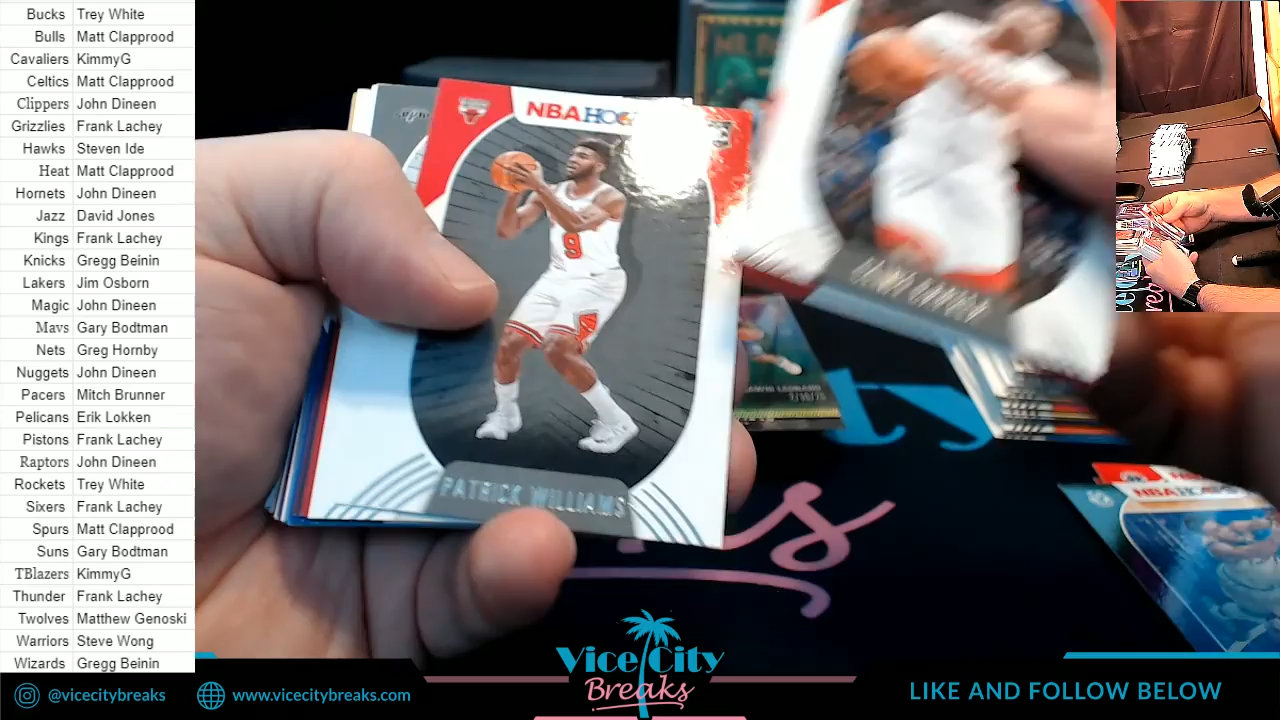 Bucks Trey White
Bulls Matt Clapprood
Cavaliers KimmyG
Celtics Matt Clapprood
Clippers John Dineen
Grizzlies Frank Lachey
Hawks Steven Ide
Heat Matt Clapprood
Hornets John Dineen
Jazz David Jones
Kings Frank Lachey
Knicks Gregg Beinin
Lakers Jim Osborn
Magic John Dineen
Mavs Gary Bodtman
Nets Greg Hornby
Nuggets John Dineen
Pacers Mitch Brunner
Pelicans Erik Lokken
Pistons Frank Lachey
Raptors John Dineen
Rockets Trey White
Sixers Frank Lachey
Spurs Matt Clapprood
Suns Gary Bodtman
TBlazers KimmyG
Thunder Frank Lachey
Twolves Matthew Genoski
Warriors Steve Wong
Wizards Gregg Beinin
NBA
9
PATRICK WILLIAMS
LEONARD
NBA
Vice City
Breaks
@vicecitybreaks
www.vicecitybreaks.com
LIKE AND FOLLOW BELOW